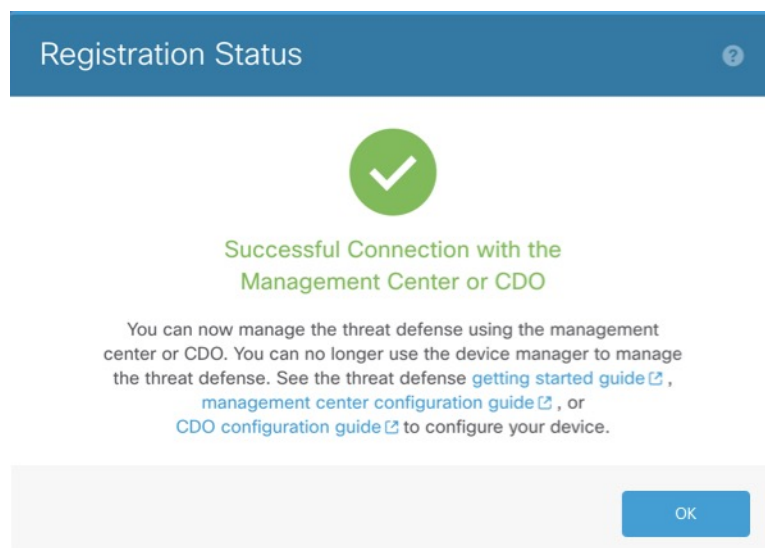 Registration Status
?
Successful Connection with the
Management Center or CDO
You can now manage the threat defense using the management
center or CDO. You can no longer use the device manager to manage
the threat defense. See the threat defense getting started guide ,
management center configuration guide , or
CDO configuration guide to configure your device.
OK